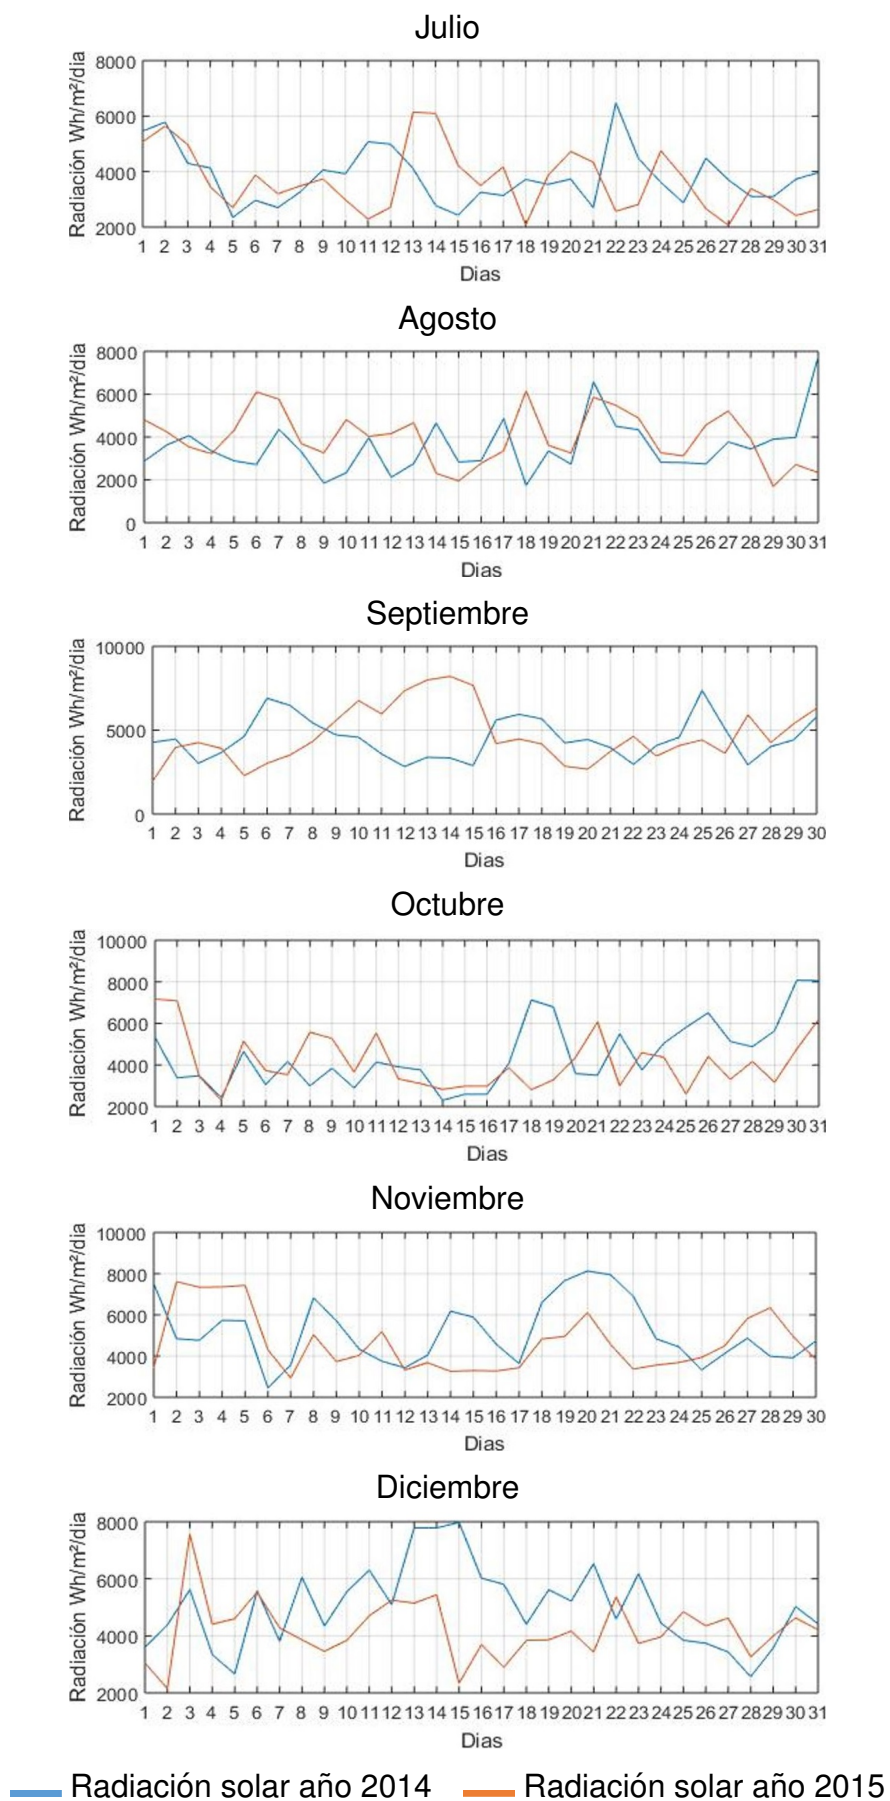 Julio
Radiación Wh/m²/dia
8000
6000
4000
2000
1 2 3 4 5 6 7 8 9 10 11 12 13 14 15 16 17 18 19 20 21 22 23 24 25 26 27 28 29 30 31
Dias
Agosto
Radiación Wh/m²/dia
8000
6000
4000
2000
0
1 2 3 4 5 6 7 8 9 10 11 12 13 14 15 16 17 18 19 20 21 22 23 24 25 26 27 28 29 30 31
Dias
Septiembre
Radiación Wh/m²/dia
10000
5000
0
1 2 3 4 5 6 7 8 9 10 11 12 13 14 15 16 17 18 19 20 21 22 23 24 25 26 27 28 29 30
Dias
Octubre
Radiación Wh/m²/dia
10000
8000
6000
4000
2000
1 2 3 4 5 6 7 8 9 10 11 12 13 14 15 16 17 18 19 20 21 22 23 24 25 26 27 28 29 30 31
Dias
Noviembre
Radiación Wh/m²/dia
10000
8000
6000
4000
2000
1 2 3 4 5 6 7 8 9 10 11 12 13 14 15 16 17 18 19 20 21 22 23 24 25 26 27 28 29 30
Dias
Diciembre
Radiación Wh/m²/dia
8000
6000
4000
2000
1 2 3 4 5 6 7 8 9 10 11 12 13 14 15 16 17 18 19 20 21 22 23 24 25 26 27 28 29 30 31
Dias
Radiación solar año 2014 Radiación solar año 2015